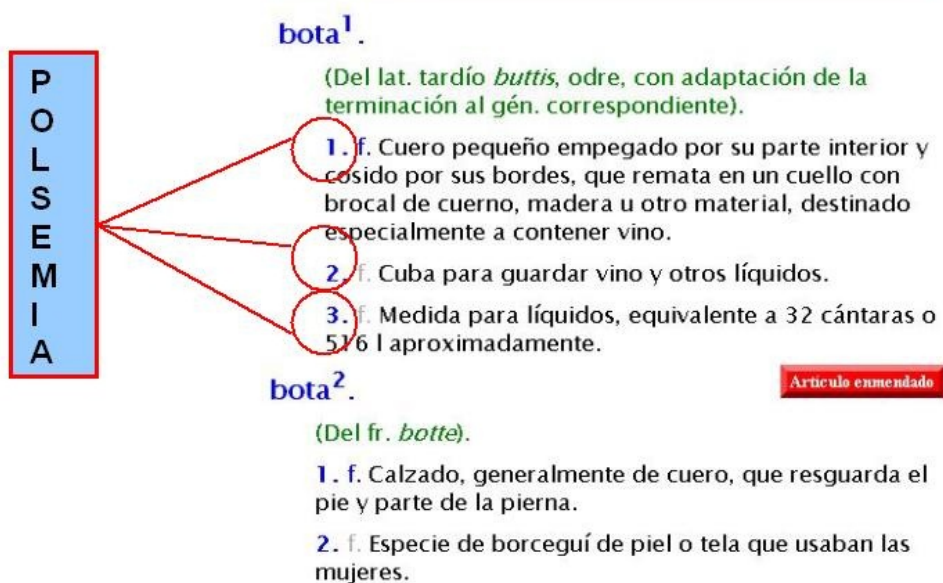 POLSEMIA
bota1.
(Del lat. tardío buttis, odre, con adaptación de la
terminación al gén. correspondiente).
1. f. Cuero pequeño empegado por su parte interior y
cosido por sus bordes, que remata en un cuello con
brocal de cuerno, madera u otro material, destinado
especialmente a contener vino.
2. f. Cuba para guardar vino y otros líquidos.
3. f. Medida para líquidos, equivalente a 32 cántaras o
516 l aproximadamente.
bota2.
Artículo enmendado
(Del fr. botte).
1. f. Calzado, generalmente de cuero, que resguarda el
pie y parte de la pierna.
2. f. Especie de borceguí de piel o tela que usaban las
mujeres.